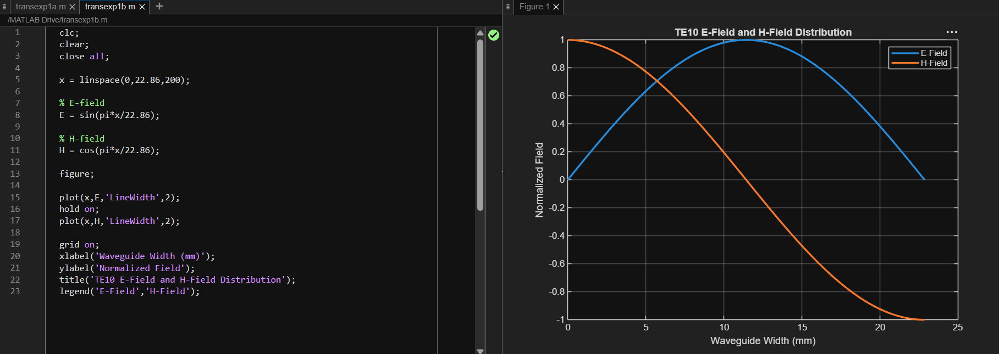 transexp1a.m
transexp1b.m
/MATLAB Drive/transexp1b.m
1 clc;
2 clear;
3 close all;
4
5 x = linspace(0,22.86,200);
6
7 % E-field
8 E = sin(pi*x/22.86);
9
10 % H-field
11 H = cos(pi*x/22.86);
12
13 figure;
14
15 plot(x,E,'LineWidth',2);
16 hold on;
17 plot(x,H,'LineWidth',2);
18
19 grid on;
20 xlabel('Waveguide Width (mm)');
21 ylabel('Normalized Field');
22 title('TE10 E-Field and H-Field Distribution');
23 legend('E-Field','H-Field');
Figure 1
TE10 E-Field and H-Field Distribution
E-Field
H-Field
Normalized Field
1
0.8
0.6
0.4
0.2
0
-0.2
-0.4
-0.6
-0.8
-1
0 5 10 15 20 25
Waveguide Width (mm)